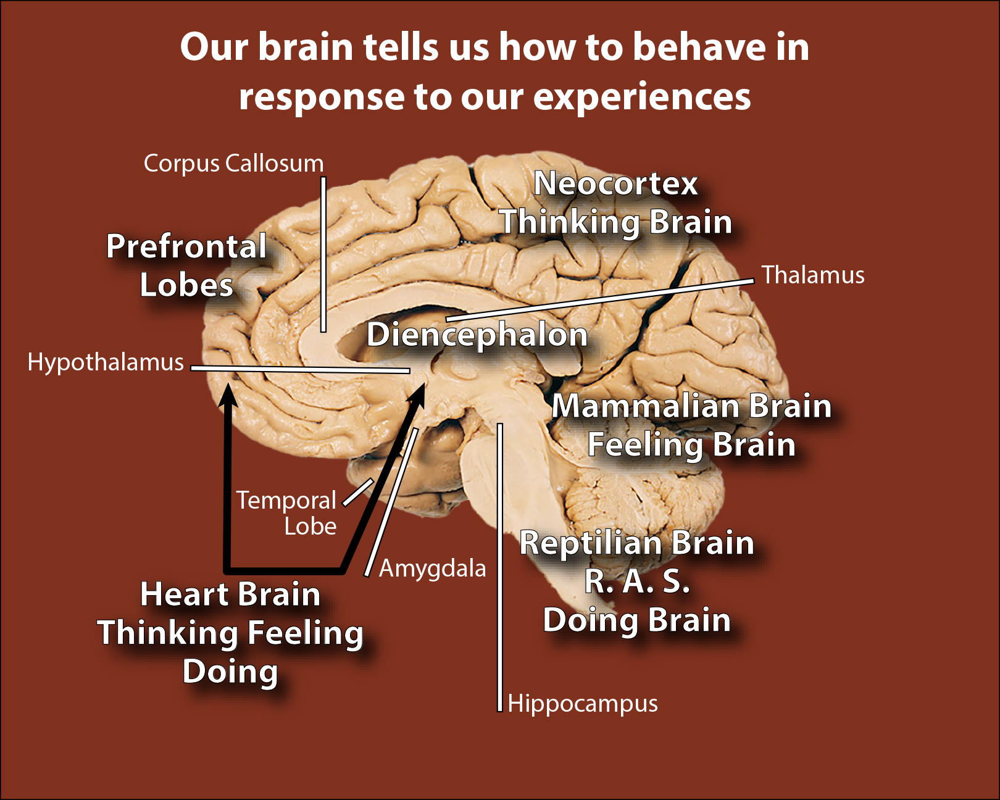 Our brain tells us how to behave in
response to our experiences
Corpus Callosum
Neocortex
Thinking Brain
Prefrontal
Lobes
Thalamus
Diencephalon
Hypothalamus
Mammalian Brain
Feeling Brain
Temporal
Lobe
Amygdala
Reptilian Brain
R. A. S.
Doing Brain
Heart Brain
Thinking Feeling
Doing
Hippocampus